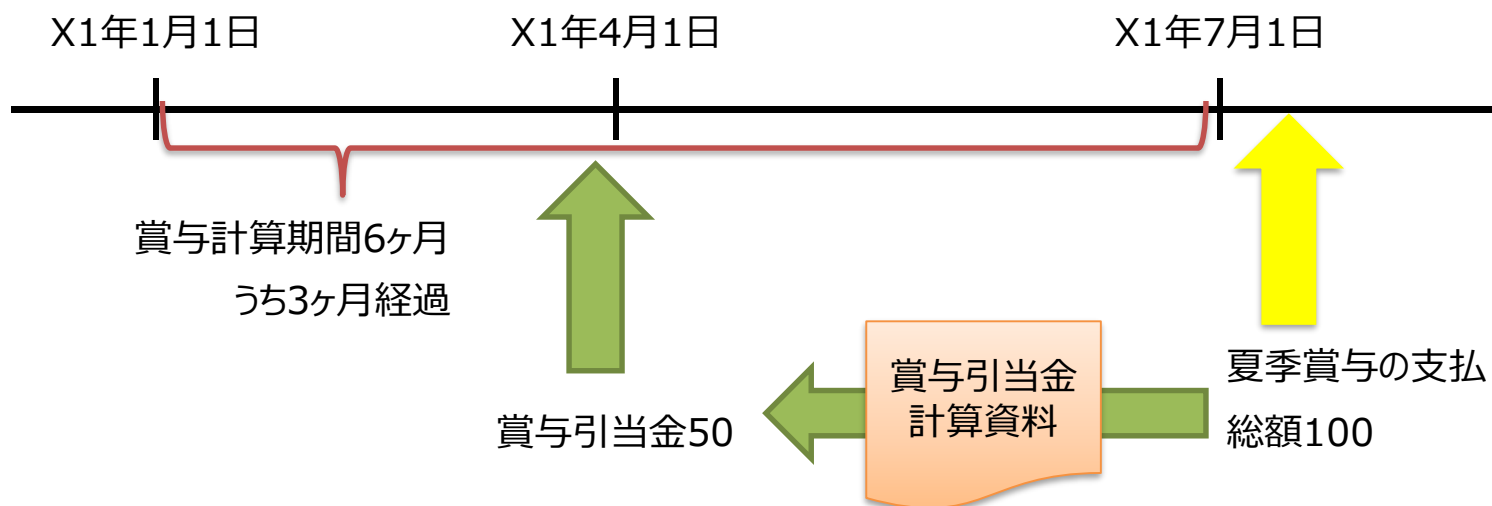 X1年1月1日
X1年4月1日
X1年7月1日
賞与計算期間6ヶ月
うち3ヶ月経過
賞与引当金50
賞与引当金
計算資料
夏季賞与の支払
総額100